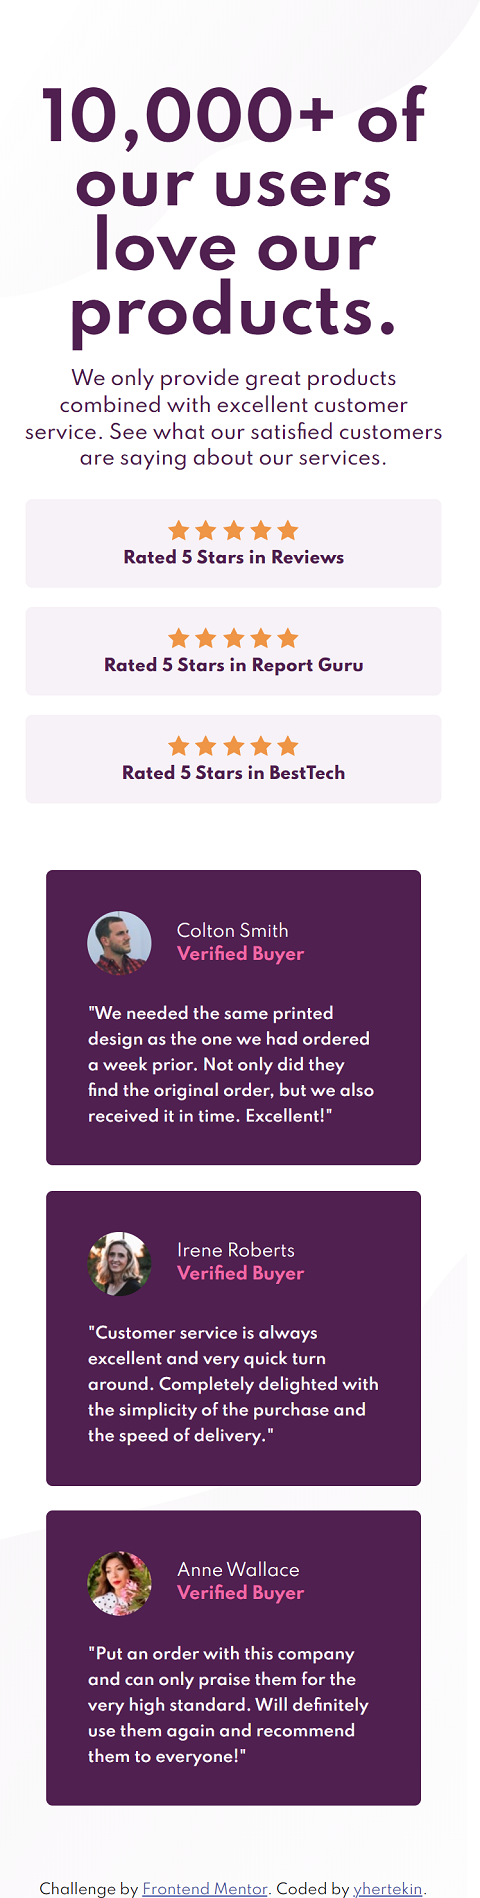 10,000+ of
our users
love our
products.
We only provide great products
combined with excellent customer
service. See what our satisfied customers
are saying about our services.
Rated 5 Stars in Reviews
Rated 5 Stars in Report Guru
Rated 5 Stars in BestTech
Colton Smith
Verified Buyer
"We needed the same printed
design as the one we had ordered
a week prior. Not only did they
find the original order, but we also
received it in time. Excellent!"
Irene Roberts
Verified Buyer
"Customer service is always
excellent and very quick turn
around. Completely delighted with
the simplicity of the purchase and
the speed of delivery."
Anne Wallace
Verified Buyer
"Put an order with this company
and can only praise them for the
very high standard. Will definitely
use them again and recommend
them to everyone!"
Challenge by Frontend Mentor. Coded by yhertekin.